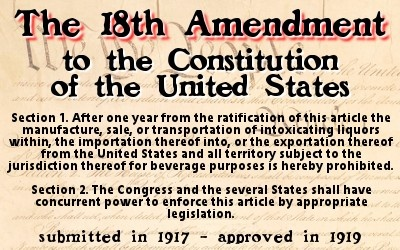 The 18th Amendment
to the Constitution
of the United States
Section 1. After one year from the ratification of this article the
manufacture, sale, or transportation of intoxicating liquors
within, the importation thereof into, or the exportation thereof
from the United States and all territory subject to the
jurisdiction thereof for beverage purposes is hereby prohibited.
Section 2. The Congress and the several States shall have
concurrent power to enforce this article by appropriate
legislation.
submitted in 1917 - approved in 1919